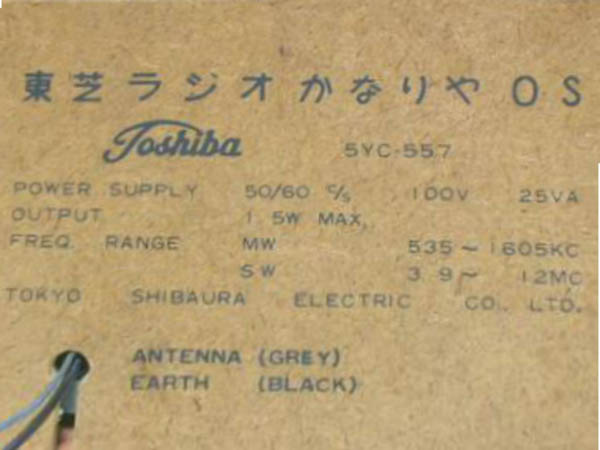 東芝ラジオかなりやOS
Toshiba 5YC-557
POWER SUPPLY 50/60 C/S 100V 25VA
OUTPUT 1.5W MAX.
FREQ. RANGE MW 535~1605KC
SW 3.9~12MC
TOKYO SHIBAURA ELECTRIC CO., LTD.
ANTENNA (GREY)
EARTH (BLACK)